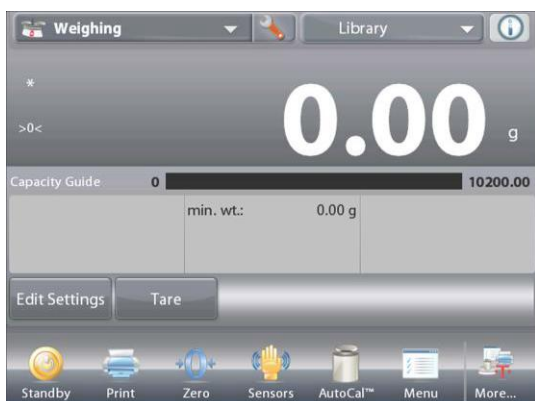 Weighing Library
*
>0<
0.00 g
Capacity Guide 0 10200.00
min. wt.: 0.00 g
Edit Settings Tare
Standby Print Zero Sensors AutoCal™ Menu More...